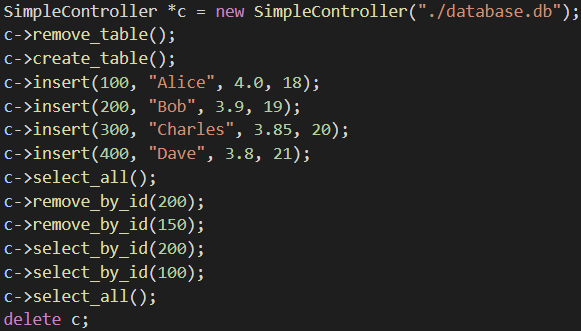 SimpleController *c = new SimpleController("./database.db");
c->remove_table();
c->create_table();
c->insert(100, "Alice", 4.0, 18);
c->insert(200, "Bob", 3.9, 19);
c->insert(300, "Charles", 3.85, 20);
c->insert(400, "Dave", 3.8, 21);
c->select_all();
c->remove_by_id(200);
c->remove_by_id(150);
c->select_by_id(200);
c->select_by_id(100);
c->select_all();
delete c;